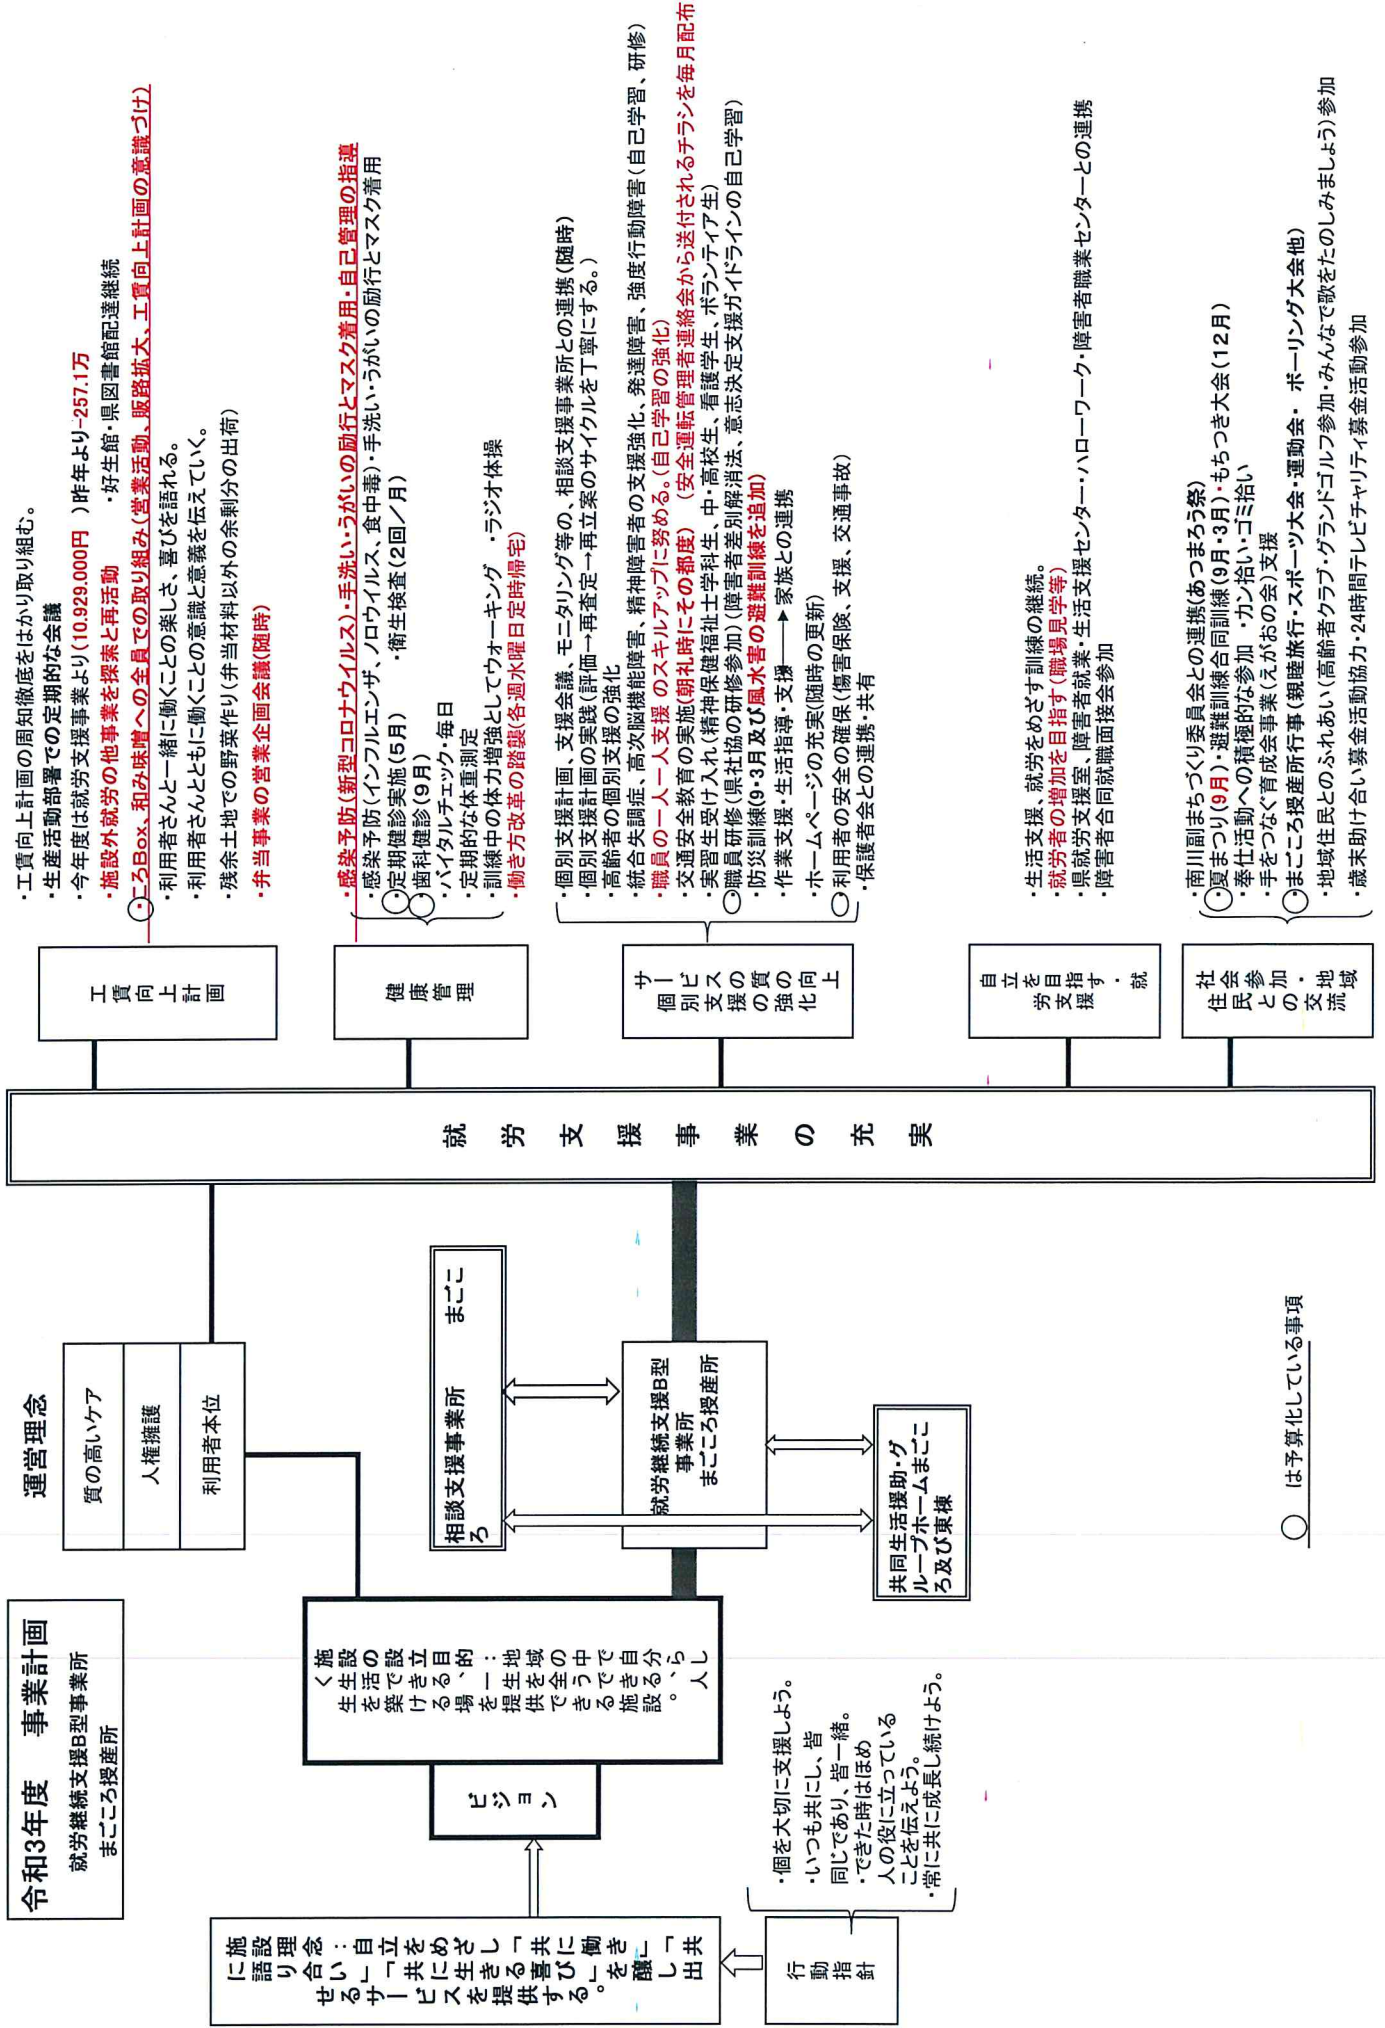 令和3年度　事業計画
就労継続支援B型事業所
まごころ授産所
運営理念
質の高いケア
人権擁護
利用者本位
施設理念：自立をめざし「共に働き」「共に生きる喜びを醸し出せるサービスを提供する。
行動指針
・個を大切に支援しよう。
・いつも共にし、皆
同じであり、皆一緒。
・できた時はほめ
人の役に立っている
ことを伝えよう。
・常に共に成長し続けよう。
ビジョン
相談支援事業所　　まごこ
ろ
就労継続支援B型
事業所
まごころ授産所
共同生活援助・グ
ループホームまごこ
ろ及び東棟
就労支援事業の充実
工賃向上計画
・工賃向上計画の周知徹底をはかり取り組む。
・生産活動部署での定期的な会議
・今年度は就労支援事業より(10.929.000円　)昨年より-257.1万
・施設外就労の他事業を探索と再活動　　・好生館・県図書館配達継続
・ころBox、和み味噌への全員での取り組み(営業活動、販路拡大、工賃向上計画の意識づけ)
・利用者さんと一緒に働くことの楽しさ、喜びを語れる。
・利用者さんとともに働くことの意識と意義を伝えていく。
・残余土地での野菜作り(弁当材料以外の余剰分の出荷)
・弁当事業の営業企画会議(随時)
健康管理
・感染予防(新型コロナウイルス)・手洗い・うがいの励行とマスク着用・自己管理の指導
・感染予防(インフルエンザ、ノロウイルス、食中毒)・手洗い・うがいの励行とマスク着用
○定期健診実施(5月)　　・衛生検査(2回／月)
○歯科健診(9月)
・バイタルチェック・毎日
・定期的な体重測定
・訓練中の体力増強としてウォーキング　・ラジオ体操
・働き方改革の踏襲(各週水曜日定時帰宅)
サービスの質の向上
個別支援の強化
・個別支援計画、支援会議、モニタリング等の、相談支援事業所との連携(随時)
・個別支援計画の実践(評価→再査定→再立案のサイクルを丁寧にする。)
・高齢者の個別支援の強化
・統合失調症、高次脳機能障害、精神障害者の支援強化、発達障害、強度行動障害(自己学習、研修)
・職員の一人一人支援のスキルアップに努める。(自己学習の強化)
・交通安全教育の実施(朝礼時にその都度)　(安全運転管理者連絡会から送付されるチラシを毎月配布
・実習生受け入れ(精神保健福祉士学科生、中・高校生、看護学生、ボランティア生)
○職員研修(県社協の研修参加)(障害者差別解消法、意志決定支援ガイドラインの自己学習)
・防災訓練(9・3月及び風水害の避難訓練を追加)
・作業支援・生活指導・支援→家族との連携
・ホームページの充実(随時の更新)
○利用者の安全の確保(傷害保険、支援、交通事故)
・保護者会との連携・共有
自立を目指す・就労支援
・生活支援、就労をめざす訓練の継続。
・就労者の増加を目指す(職場見学等)
・県就労支援室、障害者就業・生活支援センター・ハローワーク・障害者職業センターとの連携
・障害者合同就職面接会参加
社会参加・地域住民との交流
・南川副まちづくり委員会との連携(あつまろう祭)
○夏まつり(9月)・避難訓練合同訓練(9月・3月)・もちつき大会(12月)
・奉仕活動への積極的な参加　・カン拾い・ゴミ拾い
・手をつなぐ育成会事業(えがおの会)支援
○まごころ授産所行事(親睦旅行・スポーツ大会・運動会・ボーリング大会他)
・地域住民とのふれあい(高齢者クラブ・グランドゴルフ参加・みんなで歌をたのしみましょう)参加
・歳末助け合い募金活動協力・24時間テレビチャリティ募金活動参加
○　は予算化している事項